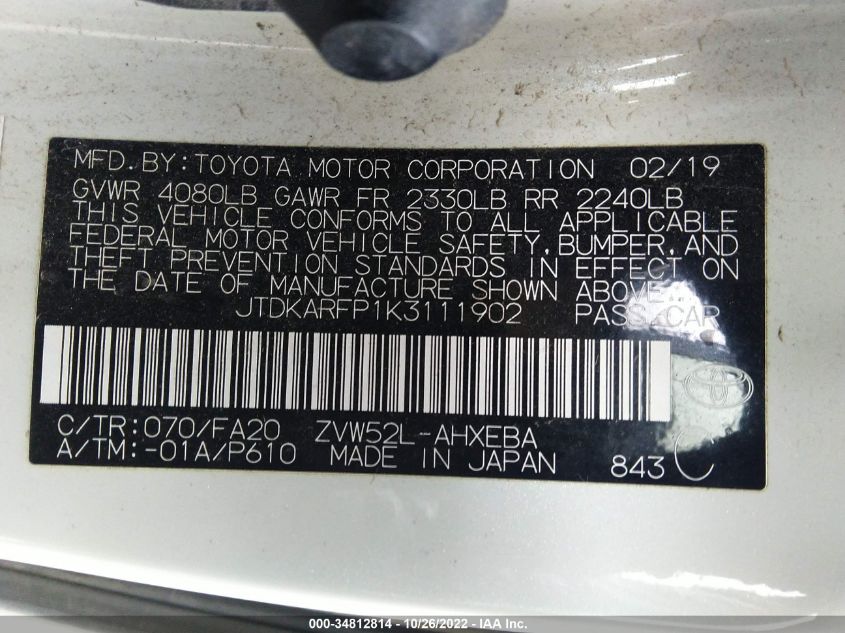 MFD. BY:TOYOTA MOTOR CORPORATION 02/19
GVWR 4080LB GAWR FR 2330LB RR 2240LB
THIS VEHICLE CONFORMS TO ALL APPLICABLE
FEDERAL MOTOR VEHICLE SAFETY,BUMPER,AND
THEFT PREVENTION STANDARDS IN EFFECT ON
THE DATE OF MANUFACTURE SHOWN ABOVE.
JTDKARFP1K3111902 PASS.CAR
C/TR:070/FA20 ZVW52L-AHXEBA
A/TM:-01A/P610 MADE IN JAPAN 843 C
000-34812814 - 10/26/2022 - IAA Inc.